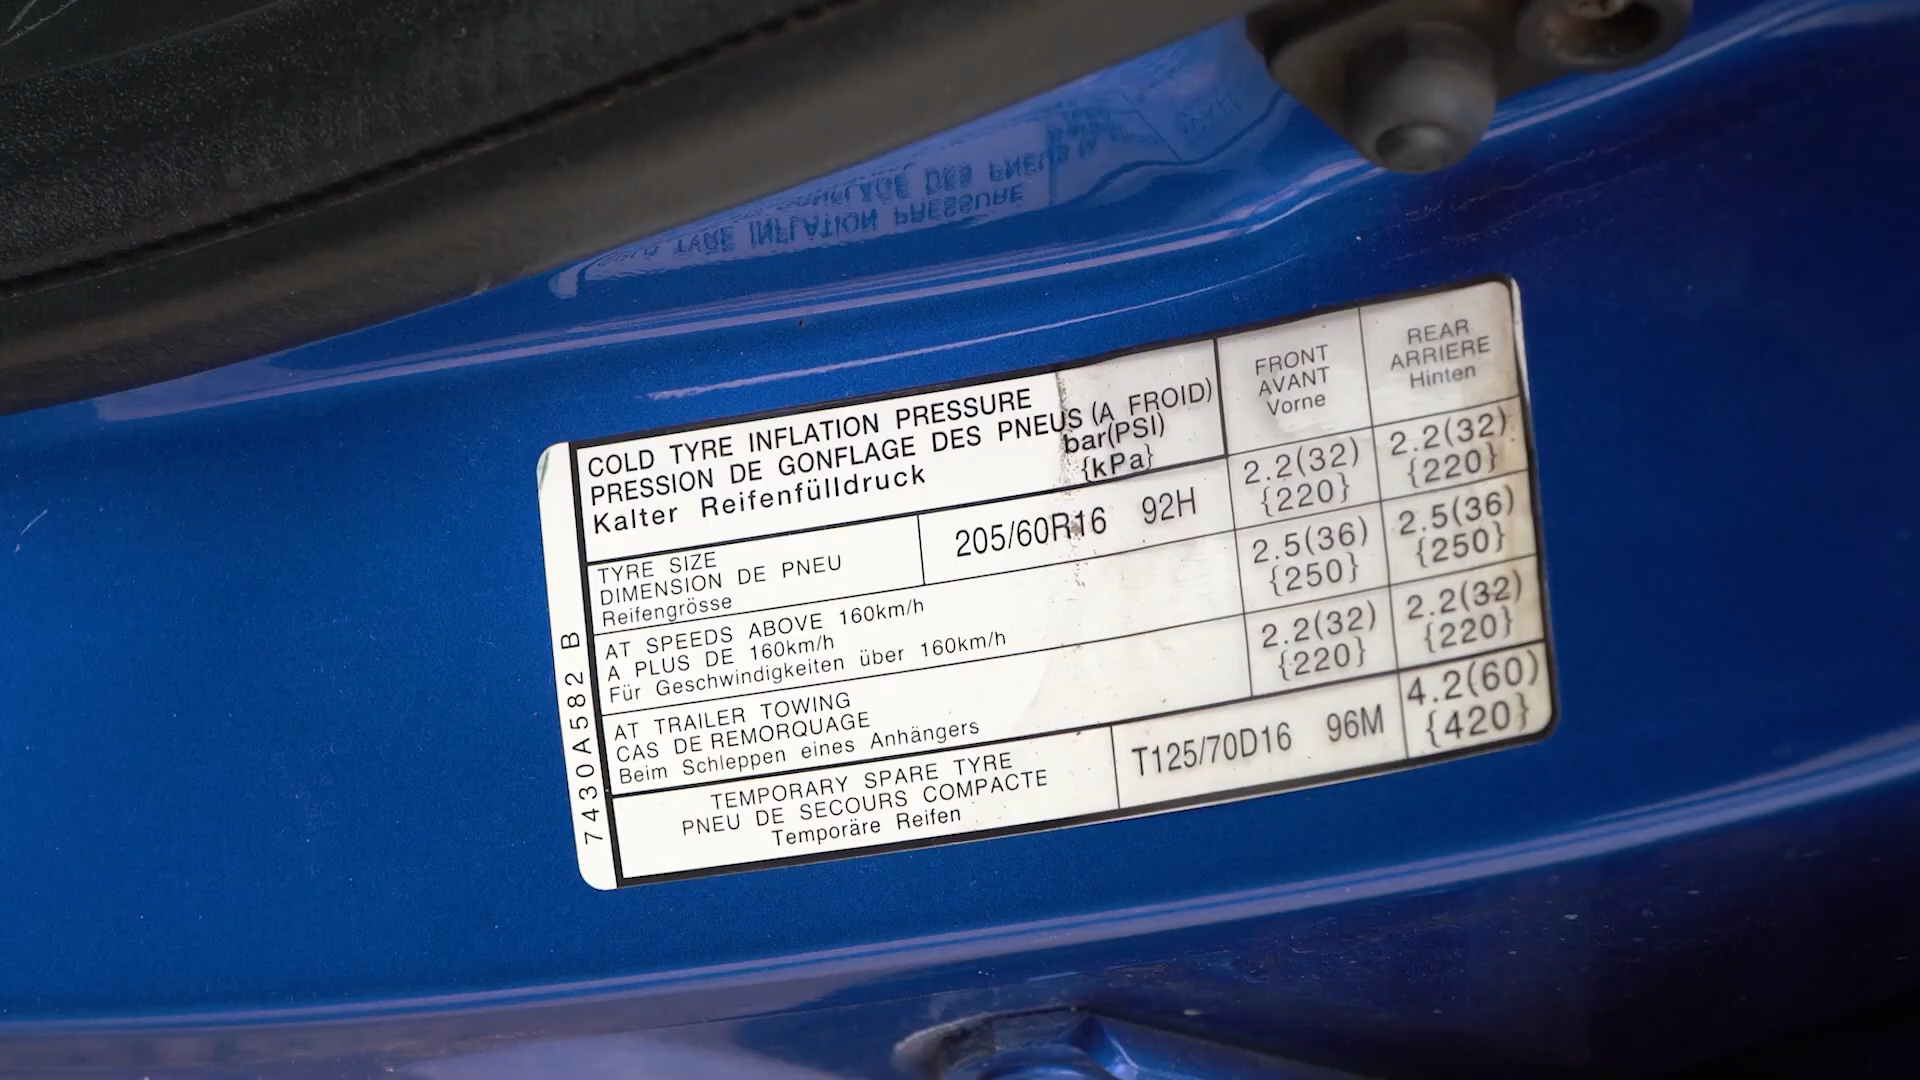 COLD TYRE INFLATION PRESSURE
PRESSION DE GONFLAGE DES PNEUS (A FROID)
Kalter Reifenfülldruck
bar(PSI)
{kPa}
FRONT
AVANT
Vorne
REAR
ARRIERE
Hinten
TYRE SIZE
DIMENSION DE PNEU
Reifengrösse
205/60R16 92H
2.2(32)
{220}
2.2(32)
{220}
AT SPEEDS ABOVE 160km/h
A PLUS DE 160km/h
Für Geschwindigkeiten über 160km/h
2.5(36)
{250}
2.5(36)
{250}
AT TRAILER TOWING
CAS DE REMORQUAGE
Beim Schleppen eines Anhängers
2.2(32)
{220}
2.2(32)
{220}
TEMPORARY SPARE TYRE
PNEU DE SECOURS COMPACTE
Temporäre Reifen
T125/70D16 96M
4.2(60)
{420}
7430A582 B